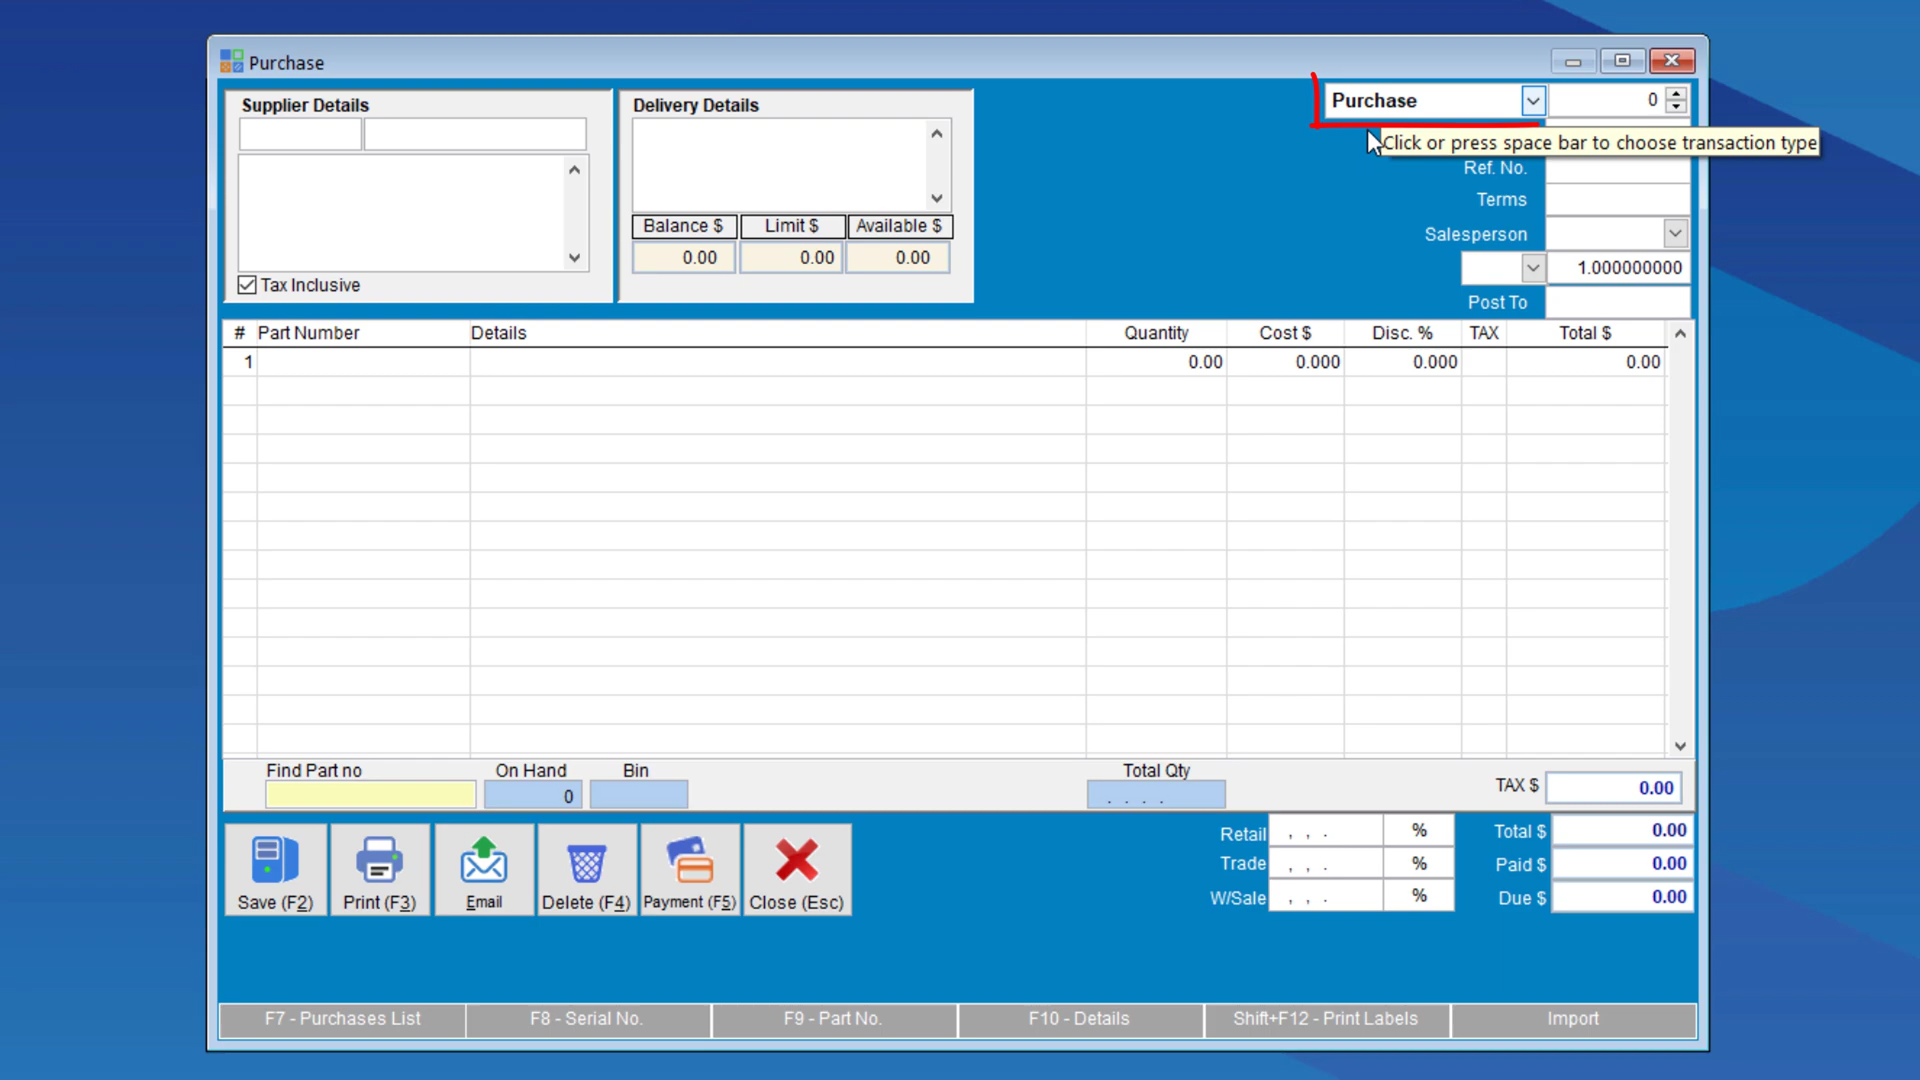 Purchase
Supplier Details
Delivery Details
Purchase 0
Click or press space bar to choose transaction type
Ref. No.
Terms
Balance $ Limit $ Available $
Salesperson
0.00 0.00 0.00
1.000000000
Tax Inclusive
Post To
# Part Number Details Quantity Cost $ Disc. % TAX Total $
1 0.00 0.000 0.000 0.00
Find Part no On Hand Bin Total Qty
TAX $ 0.00
0 . . . .
Retail , , . % Total $ 0.00
Trade , , . % Paid $ 0.00
W/Sale , , . % Due $ 0.00
Save (F2) Print (F3) Email Delete (F4) Payment (F5) Close (Esc)
F7 - Purchases List F8 - Serial No. F9 - Part No. F10 - Details Shift+F12 - Print Labels Import